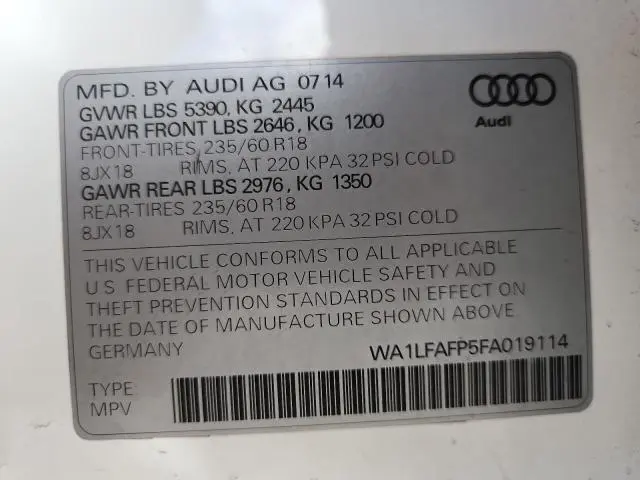 MFD. BY AUDI AG 0714
GVWR LBS 5390, KG 2445
GAWR FRONT LBS 2646, KG 1200
FRONT-TIRES 235/60 R18
8JX18 RIMS, AT 220 KPA 32 PSI COLD
GAWR REAR LBS 2976, KG 1350
REAR-TIRES 235/60 R18
8JX18 RIMS, AT 220 KPA 32 PSI COLD
Audi
THIS VEHICLE CONFORMS TO ALL APPLICABLE
U.S. FEDERAL MOTOR VEHICLE SAFETY AND
THEFT PREVENTION STANDARDS IN EFFECT ON
THE DATE OF MANUFACTURE SHOWN ABOVE
GERMANY WA1LFAFP5FA019114
TYPE
MPV